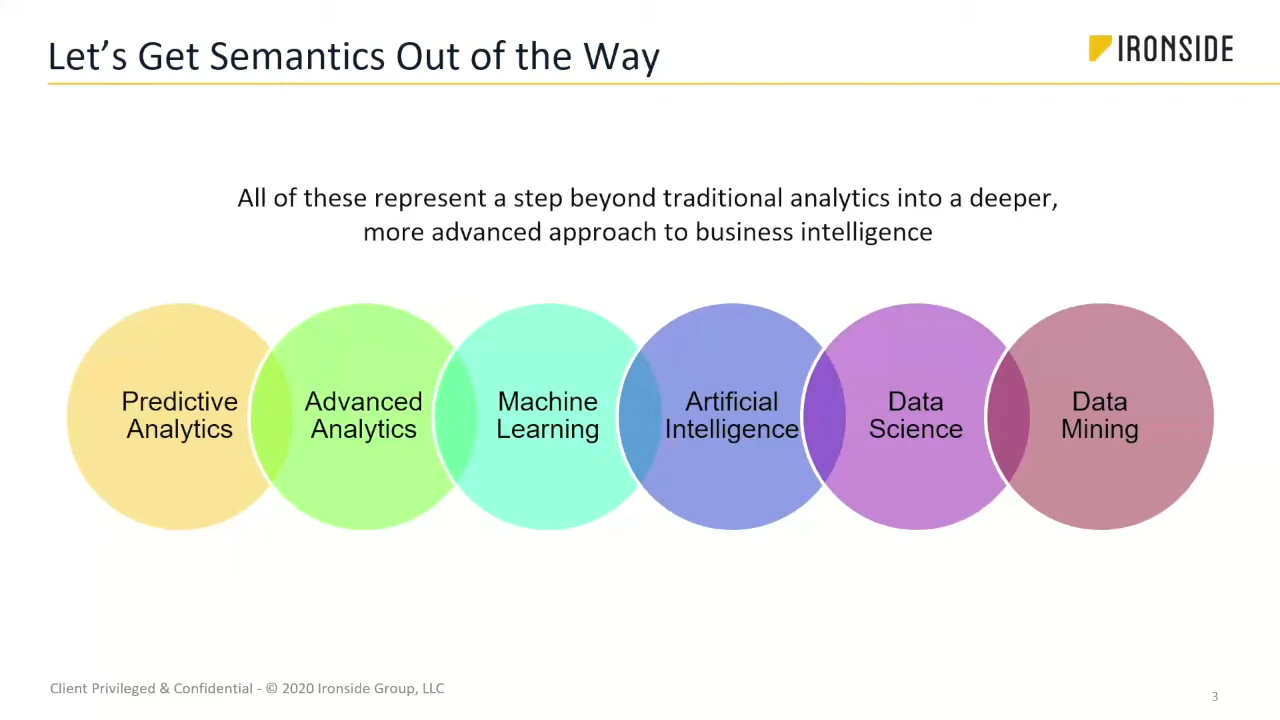 Let’s Get Semantics Out of the Way
IRONSIDE
All of these represent a step beyond traditional analytics into a deeper,
more advanced approach to business intelligence
Predictive
Analytics
Advanced
Analytics
Machine
Learning
Artificial
Intelligence
Data
Science
Data
Mining
Client Privileged & Confidential - © 2020 Ironside Group, LLC
3